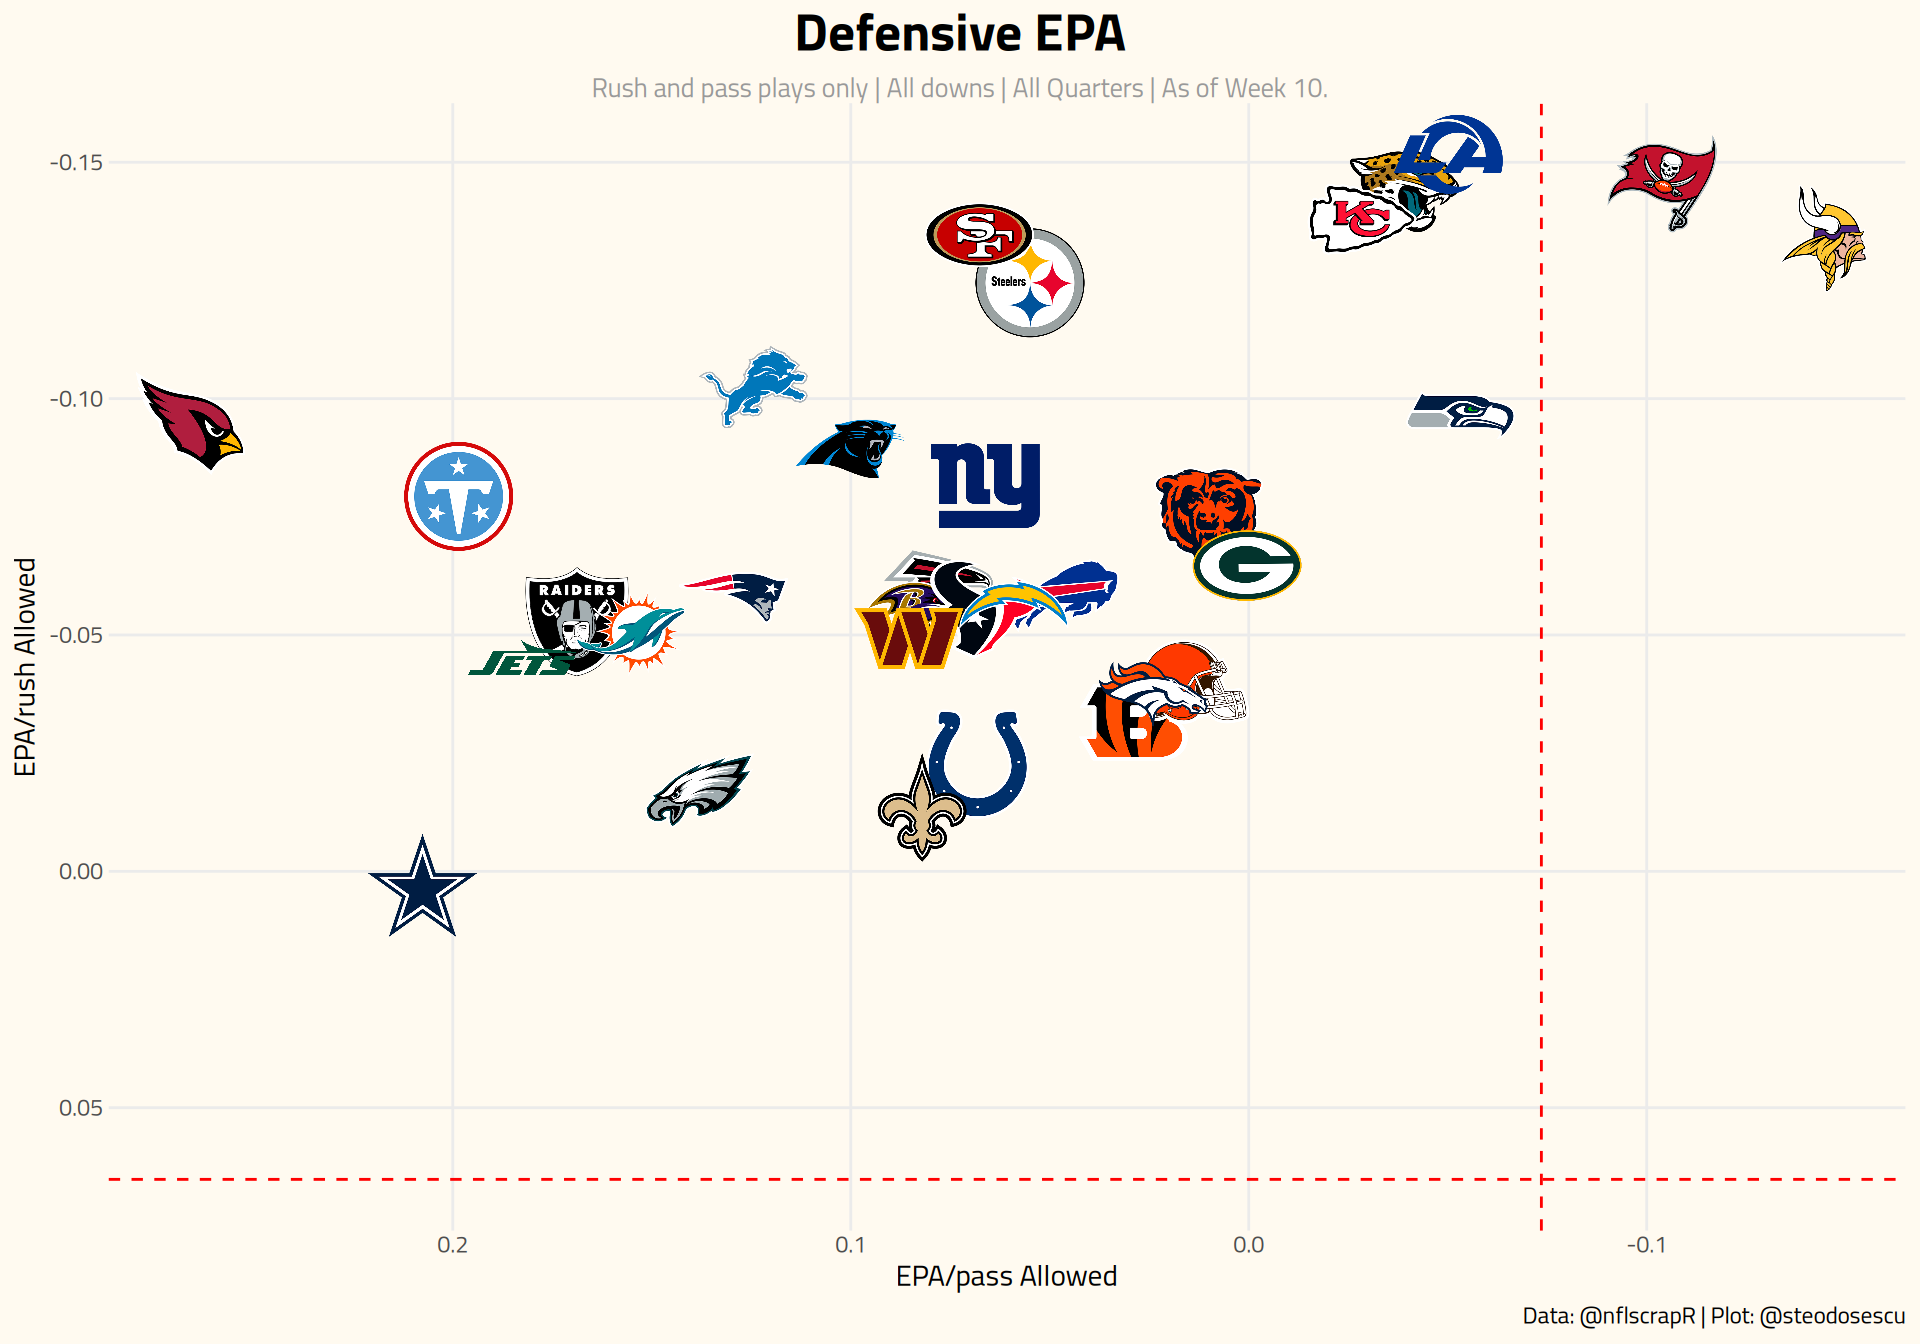 Defensive EPA
Rush and pass plays only | All downs | All Quarters | As of Week 10.
EPA/rush Allowed
-0.15
-0.10
-0.05
0.00
0.05
LA
KC
SF
Steelers
T
ny
G
RAIDERS
JETS
B
W
B
0.2
0.1
0.0
-0.1
EPA/pass Allowed
Data: @nflscrapR | Plot: @steodosescu